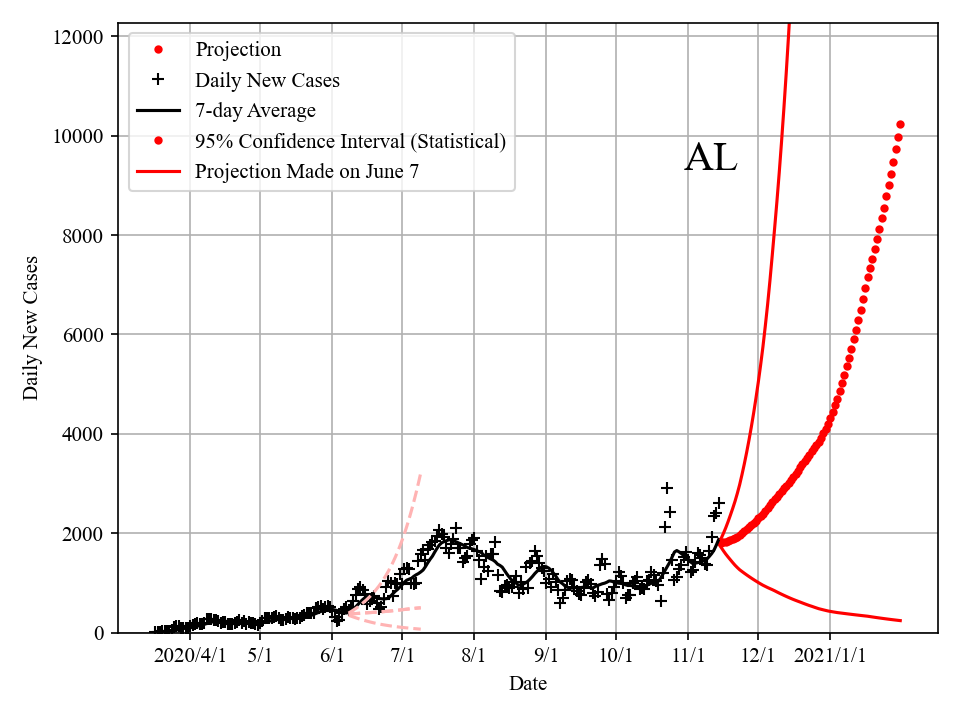 12000
10000
8000
6000
4000
2000
0
Daily New Cases
Projection
Daily New Cases
7-day Average
95% Confidence Interval (Statistical)
Projection Made on June 7
AL
2020/4/1 5/1 6/1 7/1 8/1 9/1 10/1 11/1 12/1 2021/1/1
Date